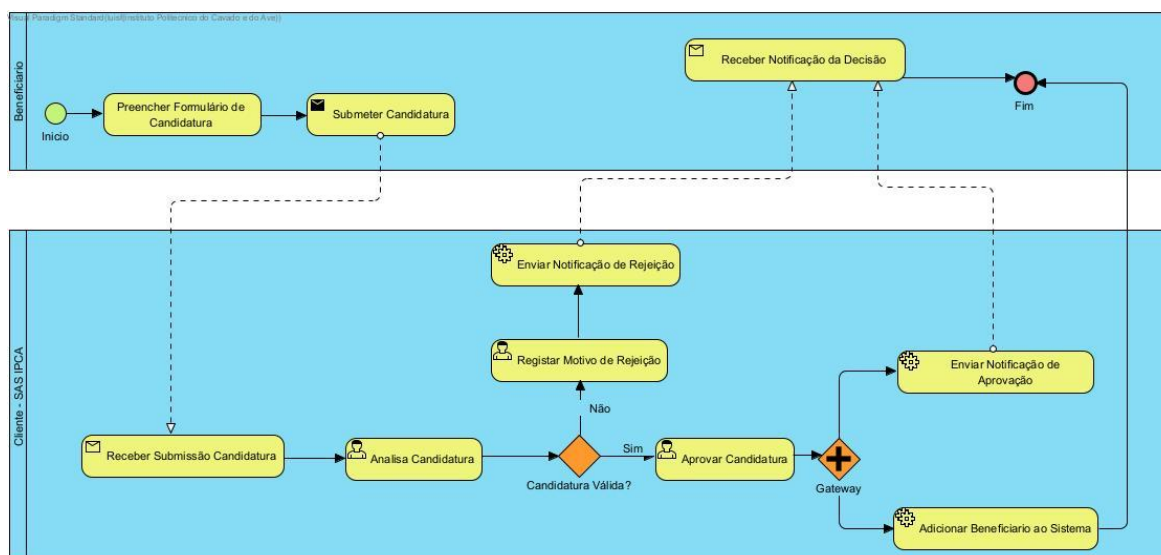 Visual Paradigm Standard(luis(Instituto Politecnico do Cavado e do Ave))
Beneficiario
Inicio
Preencher Formulário de
Candidatura
Submeter Candidatura
Receber Notificação da Decisão
Fim
Cliente - SAS IPCA
Enviar Notificação de Rejeição
Registar Motivo de Rejeição
Enviar Notificação de
Aprovação
Não
Receber Submissão Candidatura
Analisa Candidatura
Sim
Aprovar Candidatura
Candidatura Válida?
Gateway
Adicionar Beneficiario ao Sistema